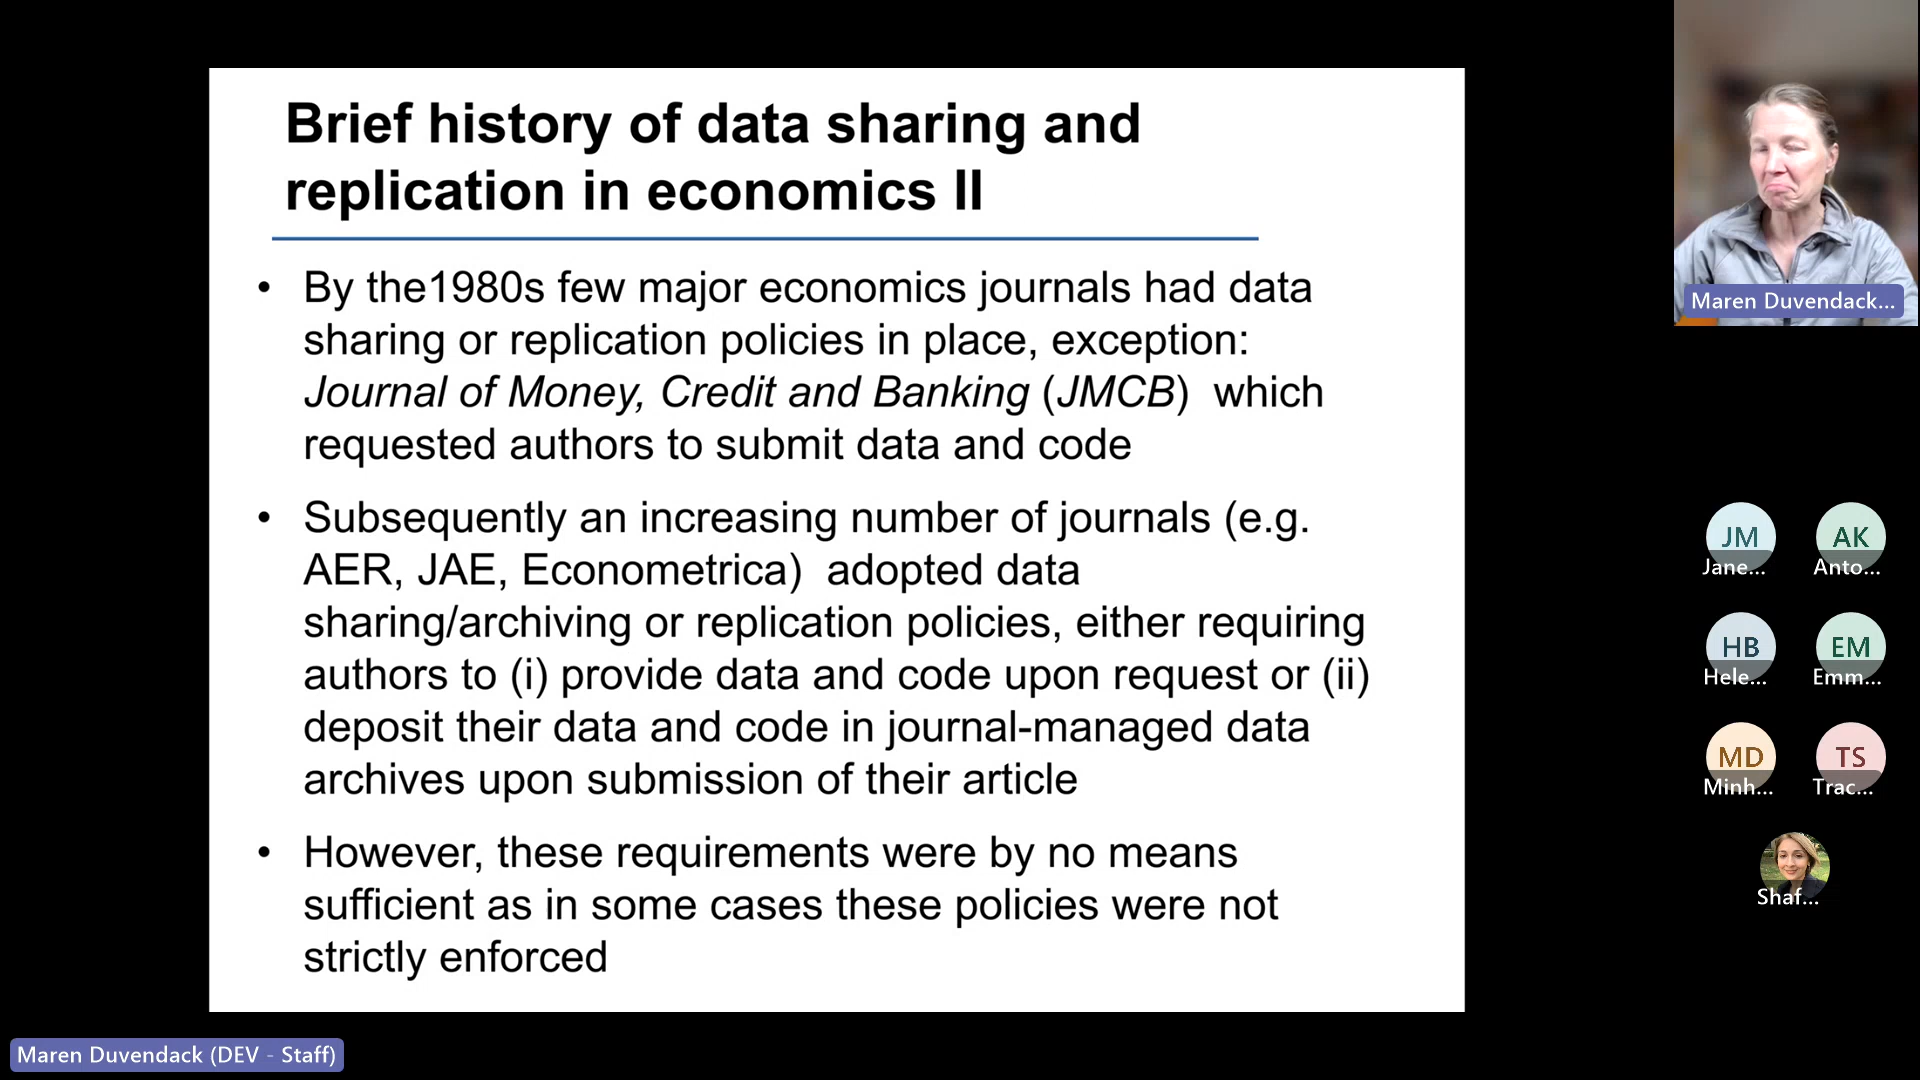 Brief history of data sharing and
replication in economics II
• By the1980s few major economics journals had data
sharing or replication policies in place, exception:
Journal of Money, Credit and Banking (JMCB)  which
requested authors to submit data and code
• Subsequently an increasing number of journals (e.g.
AER, JAE, Econometrica)  adopted data
sharing/archiving or replication policies, either requiring
authors to (i) provide data and code upon request or (ii)
deposit their data and code in journal-managed data
archives upon submission of their article
• However, these requirements were by no means
sufficient as in some cases these policies were not
strictly enforced
Maren Duvendack (DEV - Staff)
Maren Duvendack...
JM
Jane...
AK
Anto...
HB
Hele...
EM
Emm...
MD
Minh...
TS
Trac...
Shaf...